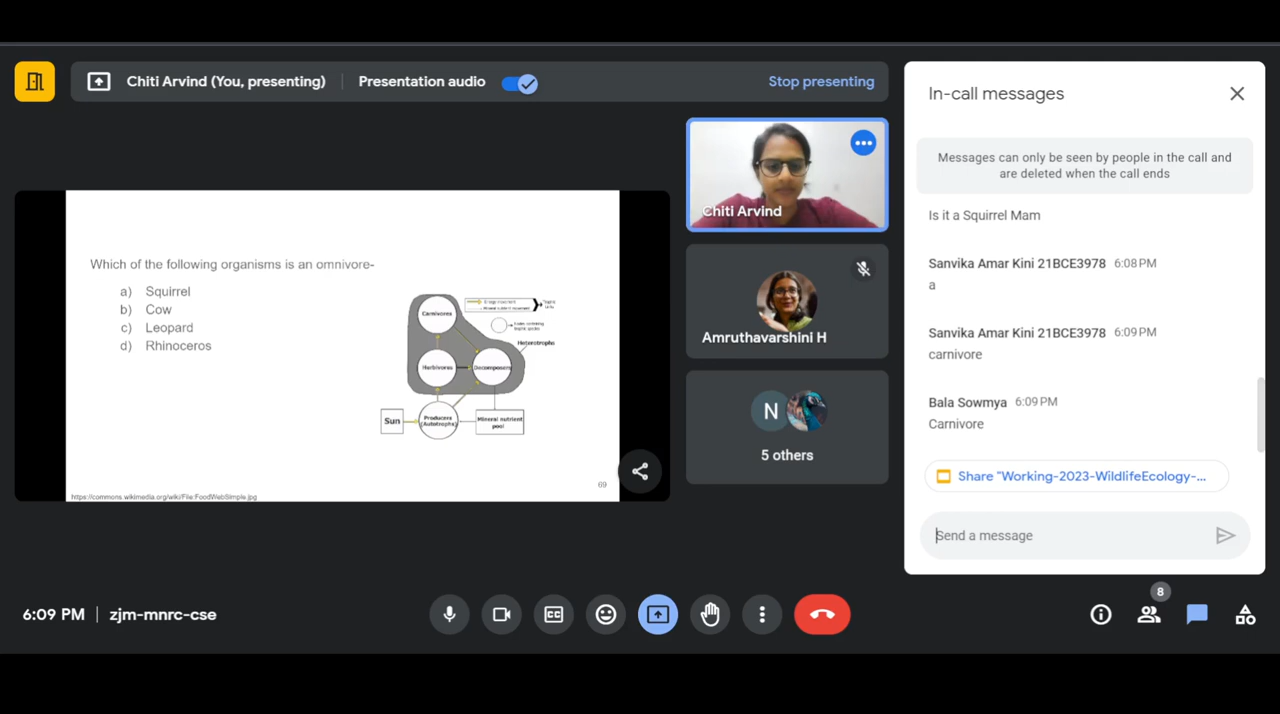 Chiti Arvind (You, presenting)
Presentation audio
Stop presenting
Which of the following organisms is an omnivore-
a) Squirrel
b) Cow
c) Leopard
d) Rhinoceros
Carnivores
Heterotrophs
Herbivores
Decomposers
Sun
Producers
(Autotrophs)
Mineral nutrient
pool
69
https://commons.wikimedia.org/wiki/File:FoodWebSimple.jpg
Chiti Arvind
Amruthavarshini H
N
5 others
In-call messages
Messages can only be seen by people in the call and
are deleted when the call ends
Is it a Squirrel Mam
Sanvika Amar Kini 21BCE3978 6:08 PM
a
Sanvika Amar Kini 21BCE3978 6:09 PM
carnivore
Bala Sowmya 6:09 PM
Carnivore
Share "Working-2023-WildlifeEcology-...
Send a message
6:09 PM | zjm-mnrc-cse
CC
8